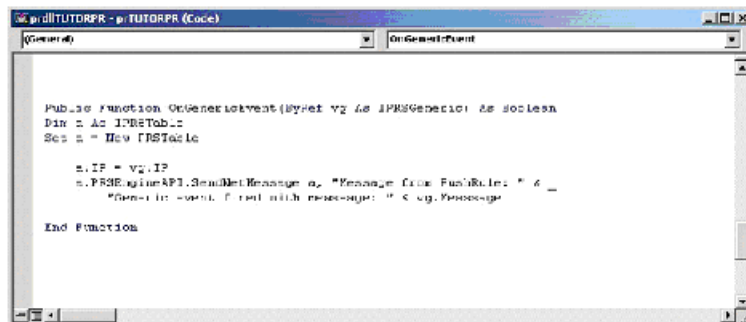 prdllTUTORPR - prTUTORPR (Code)
(General)
OnGenericEvent
Public Function OnGenericEvent(ByRef vg As IPRSGeneric) As Boolean
Dim As IPRSTable
Set = New PRSTable
.IP = vg.IP
.PRSEngineAPI.SendNetMessage "Message from PushRule: " & _
"Generic event fired with message: " & vg.Message
End Function